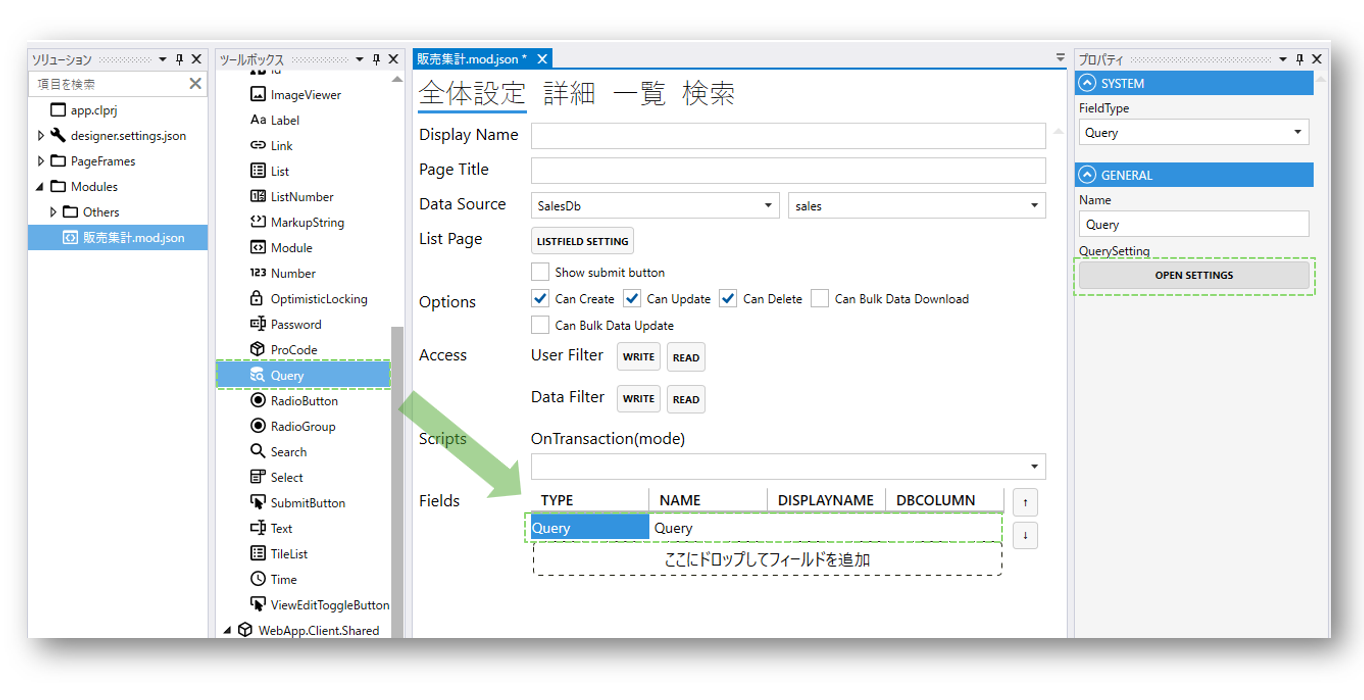 ソリューション
項目を検索
app.clprj
designer.settings.json
PageFrames
Modules
Others
販売集計.mod.json
ツールボックス
Id
ImageViewer
Aa Label
Link
List
ListNumber
MarkupString
Module
123 Number
OptimisticLocking
Password
ProCode
Query
RadioButton
RadioGroup
Search
Select
SubmitButton
Text
TileList
Time
ViewEditToggleButton
WebApp.Client.Shared
販売集計.mod.json *
全体設定 詳細 一覧 検索
Display Name
Page Title
Data Source SalesDb sales
List Page LISTFIELD SETTING
Show submit button
Options Can Create Can Update Can Delete Can Bulk Data Download
Can Bulk Data Update
Access User Filter WRITE READ
Data Filter WRITE READ
Scripts OnTransaction(mode)
Fields TYPE NAME DISPLAYNAME DBCOLUMN ↑
Query Query ↓
ここにドロップしてフィールドを追加
プロパティ
SYSTEM
FieldType
Query
GENERAL
Name
Query
QuerySetting
OPEN SETTINGS